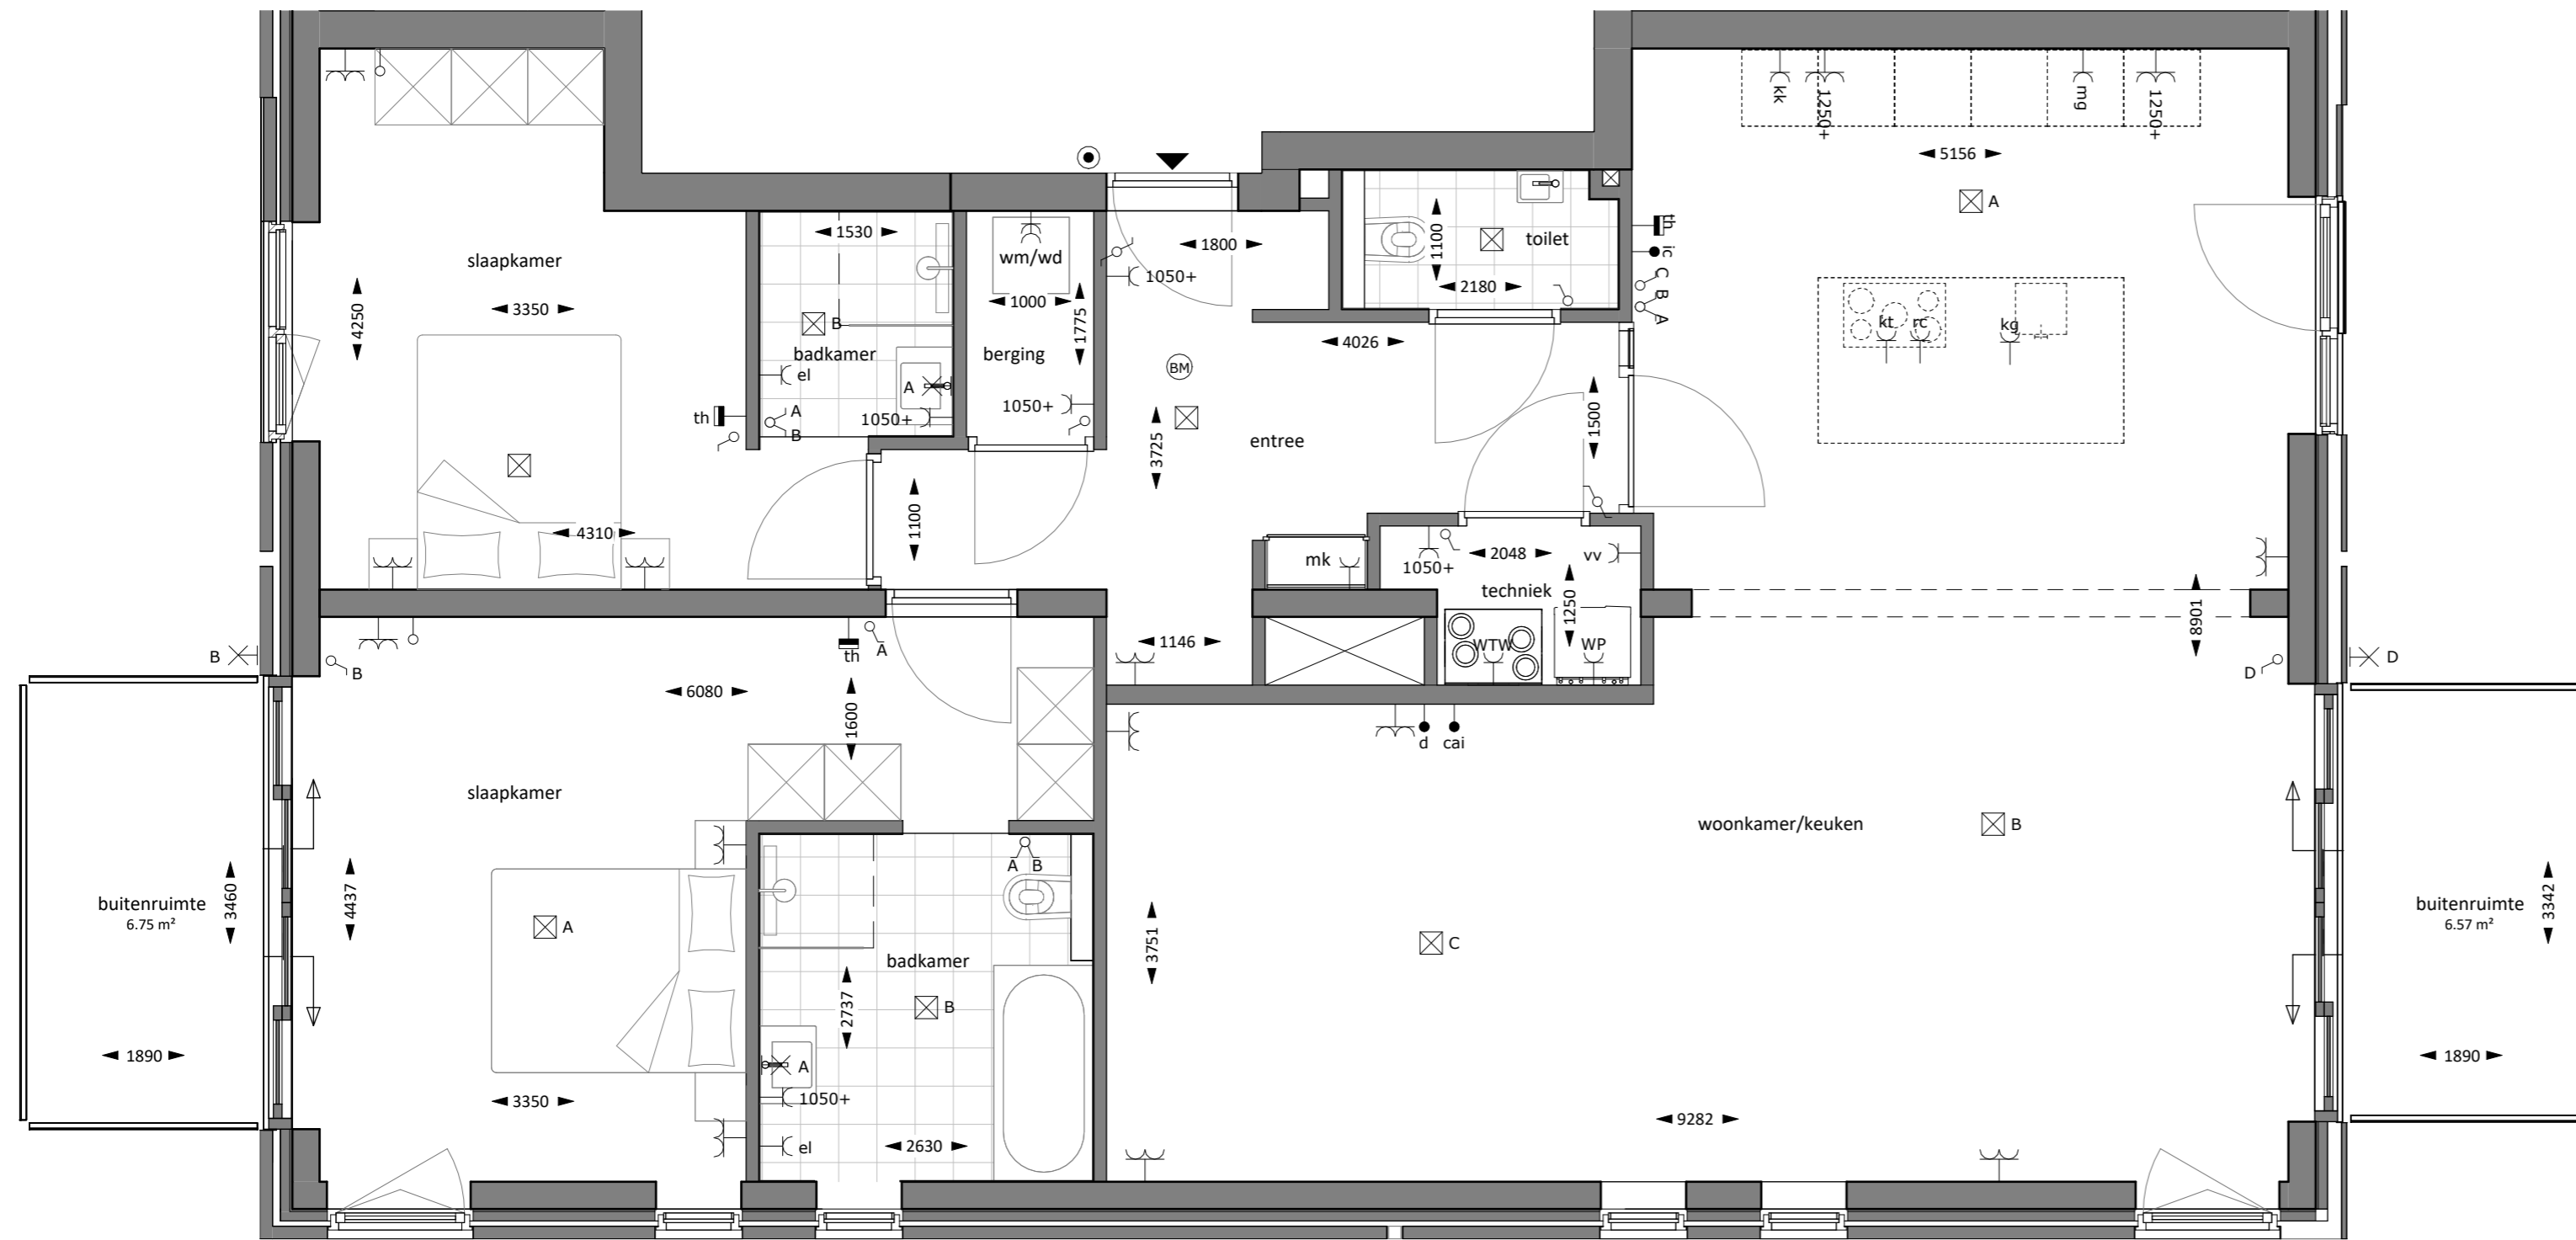 kk
1250+
mg
1250+
5156
A
slaapkamer
3350
4250
1530
B
badkamer
el
A
1050+
th
A
B
wm/wd
1000
1775
berging
1050+
1800
1050+
BM
3725
entree
4026
1100
toilet
2180
th
ic
C
B
A
kt
rc
kg
1500
4310
1100
mk
1050+
2048
vv
techniek
1250
WTW
WP
8901
1146
B
B
th
A
6080
1600
d
cai
D
D
slaapkamer
woonkamer/keuken
B
A
B
buitenruimte
6.75 m²
3460
4437
A
badkamer
B
2737
3751
C
buitenruimte
6.57 m²
3342
1890
3350
A
1050+
el
2630
9282
1890